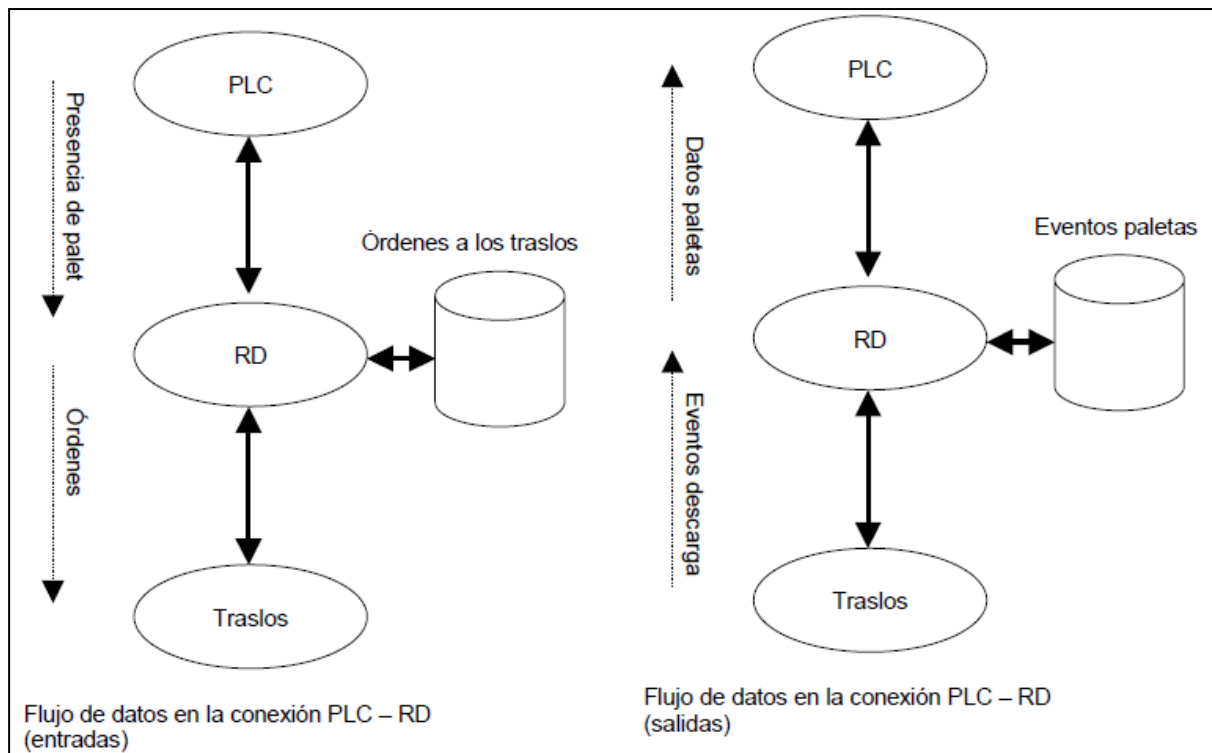 PLC
Presencia de palet
Órdenes a los traslos
RD
Órdenes
Traslos
Flujo de datos en la conexión PLC – RD
(entradas)
PLC
Datos paletas
Eventos paletas
RD
Eventos descarga
Traslos
Flujo de datos en la conexión PLC – RD
(salidas)